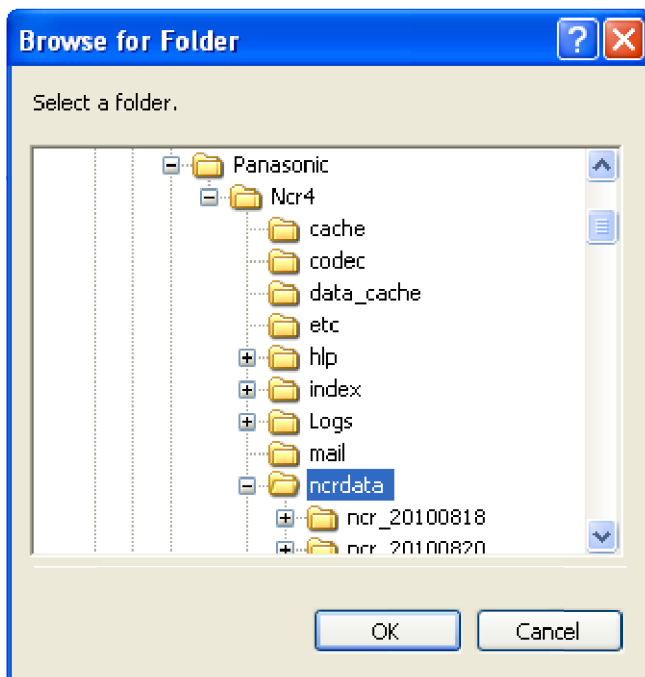 Browse for Folder
Select a folder.
Panasonic
Ncr4
cache
codec
data_cache
etc
hlp
index
Logs
mail
ncrdata
ncr_20100818
ncr_20100820
OK Cancel